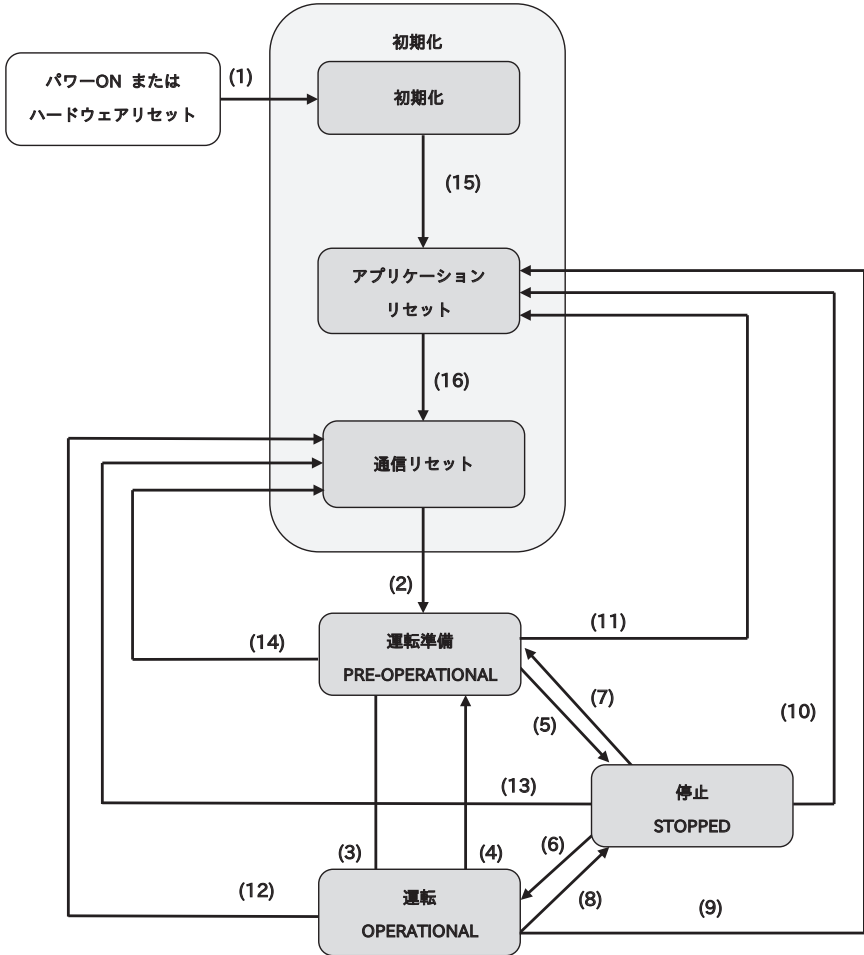 初期化
パワーON または
ハードウェアリセット
(1)
初期化
(15)
アプリケーション
リセット
(16)
通信リセット
(2)
(14)
運転準備
PRE-OPERATIONAL
(11)
(7)
(5)
(10)
(13)
停止
STOPPED
(3)
(4)
(6)
(12)
運転
OPERATIONAL
(8)
(9)